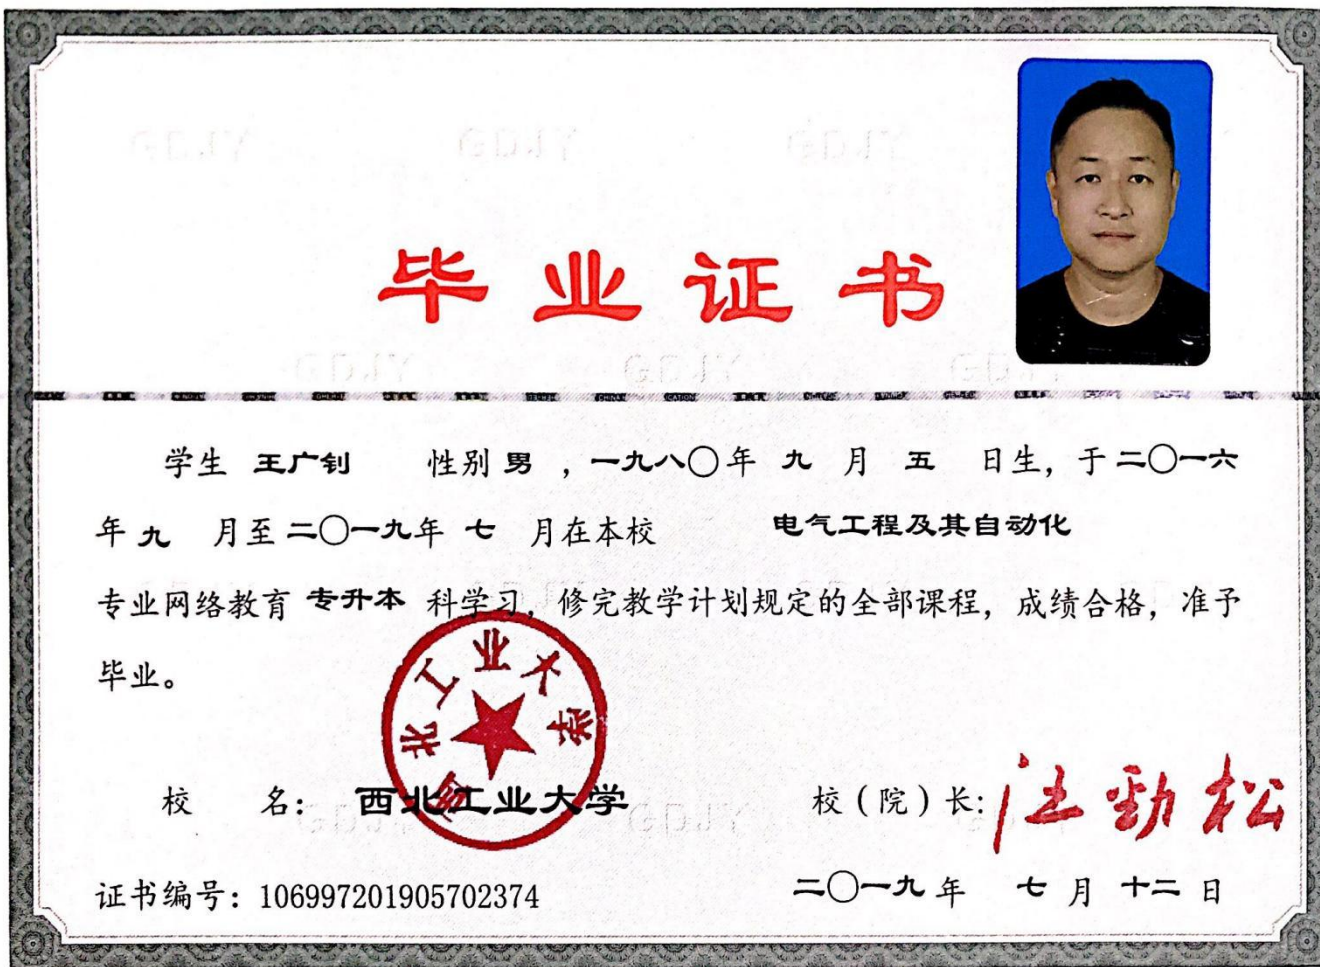 毕业证书
学生 王广钊 性别 男 ，一九八〇年 九 月 五 日生，于二〇一六
年 九 月至 二〇一九年 七 月在本校 电气工程及其自动化
专业网络教育 专升本 科学习，修完教学计划规定的全部课程，成绩合格，准予
毕业。
西北工业大学
校 名： 西北工业大学 校（院）长：汪劲松
证书编号：106997201905702374 二〇一九 年 七 月 十二 日